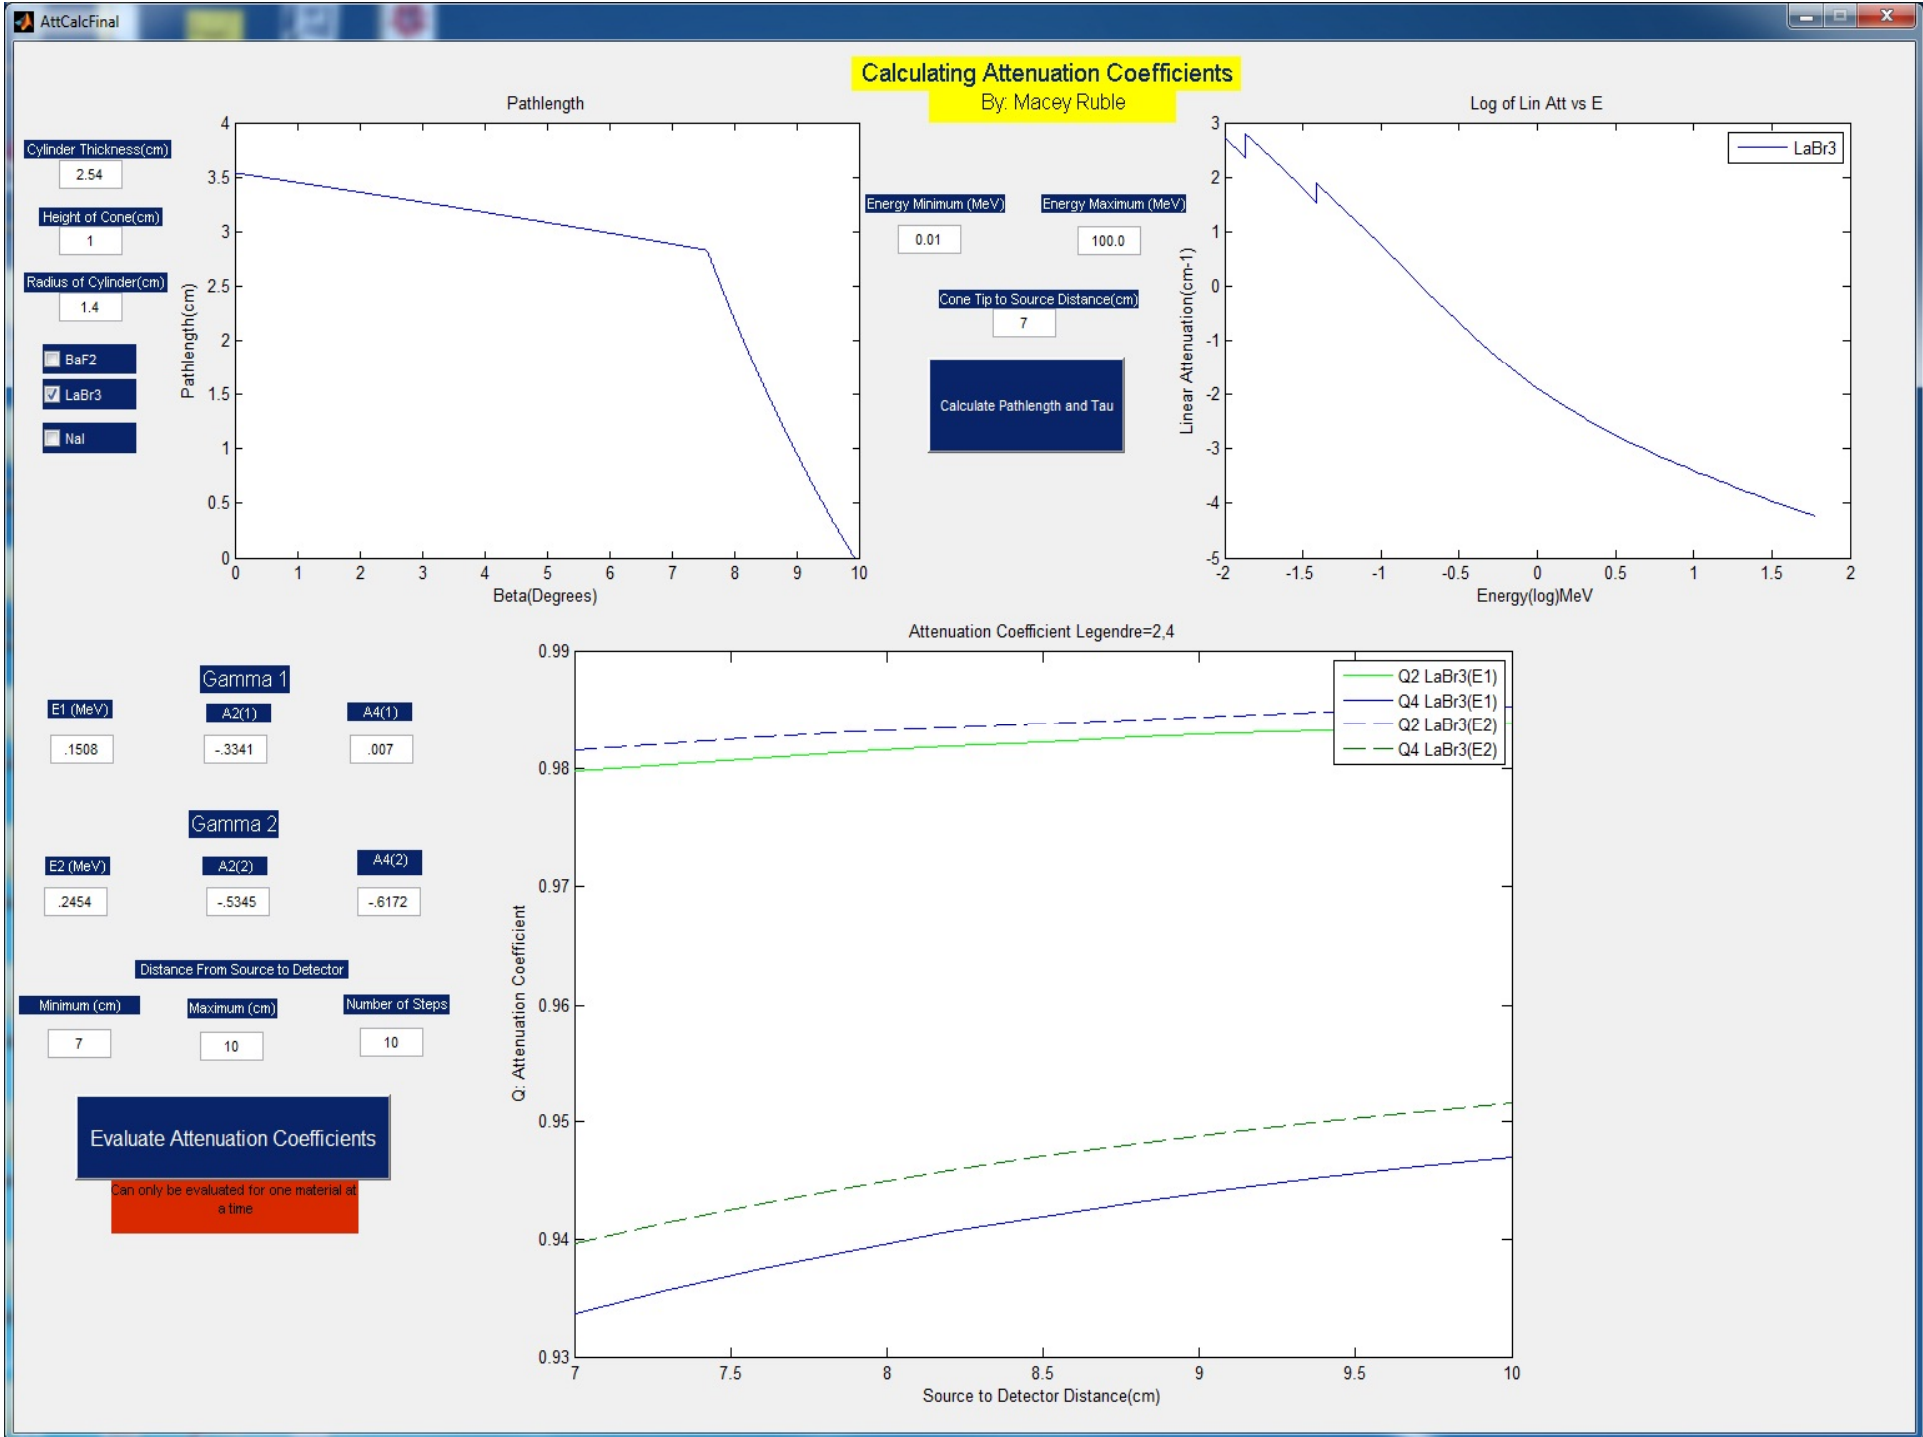 AttCalcFinal
Calculating Attenuation Coefficients
By: Macey Ruble
Cylinder Thickness(cm)
2.54
Height of Cone(cm)
1
Radius of Cylinder(cm)
1.4
BaF2
LaBr3
NaI
Pathlength
Pathlength(cm)
4
3.5
3
2.5
2
1.5
1
0.5
0
0 1 2 3 4 5 6 7 8 9 10
Beta(Degrees)
Energy Minimum (MeV)
0.01
Energy Maximum (MeV)
100.0
Cone Tip to Source Distance(cm)
7
Calculate Pathlength and Tau
Log of Lin Att vs E
LaBr3
Linear Attenuation(cm-1)
3
2
1
0
-1
-2
-3
-4
-5
-2 -1.5 -1 -0.5 0 0.5 1 1.5 2
Energy(log)MeV
Gamma 1
E1 (MeV)
.1508
A2(1)
-.3341
A4(1)
.007
Gamma 2
E2 (MeV)
.2454
A2(2)
-.5345
A4(2)
-.6172
Distance From Source to Detector
Minimum (cm)
7
Maximum (cm)
10
Number of Steps
10
Evaluate Attenuation Coefficients
Can only be evaluated for one material at
a time
Attenuation Coefficient Legendre=2,4
Q2 LaBr3(E1)
Q4 LaBr3(E1)
Q2 LaBr3(E2)
Q4 LaBr3(E2)
Q: Attenuation Coefficient
0.99
0.98
0.97
0.96
0.95
0.94
0.93
7 7.5 8 8.5 9 9.5 10
Source to Detector Distance(cm)